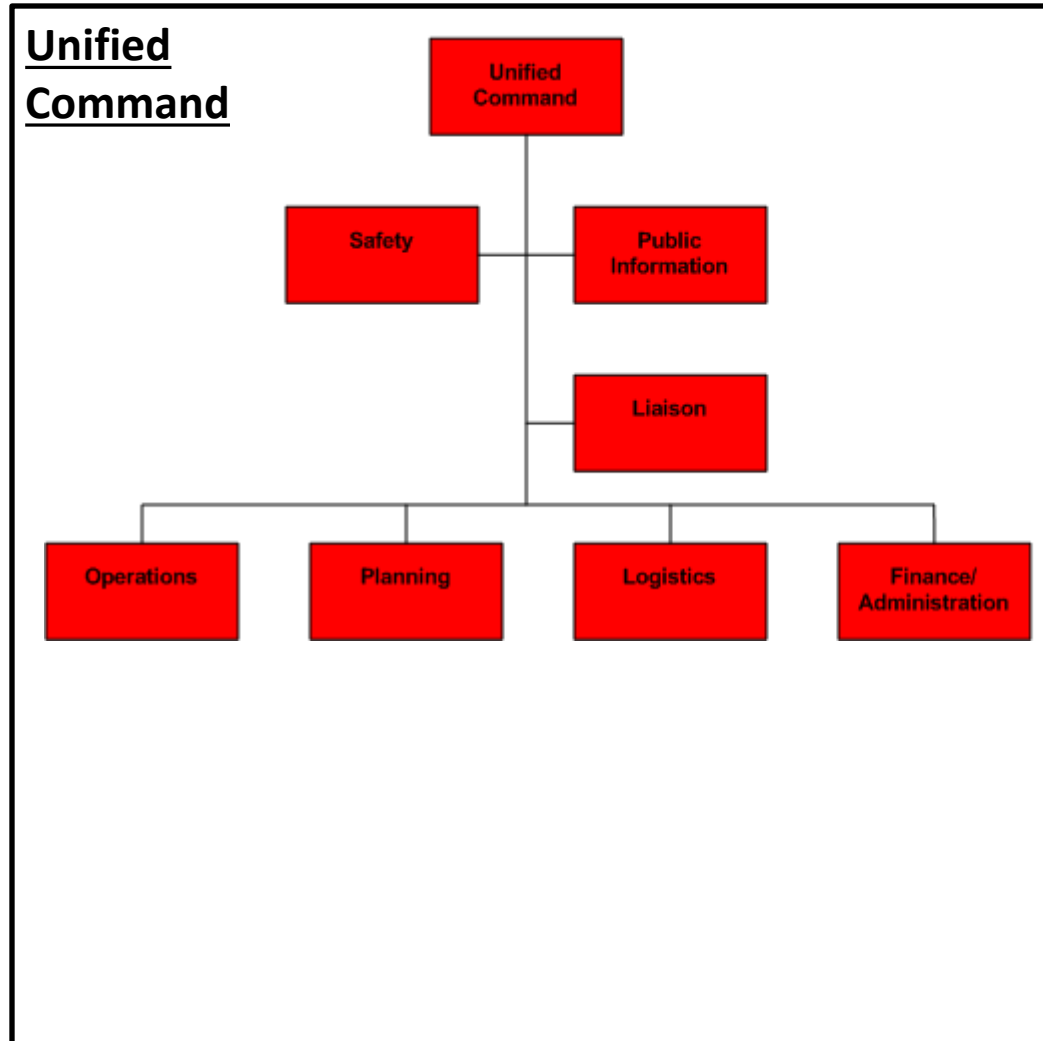 Unified
Command
Unified
Command
Safety
Public
Information
Liaison
Operations
Planning
Logistics
Finance/
Administration